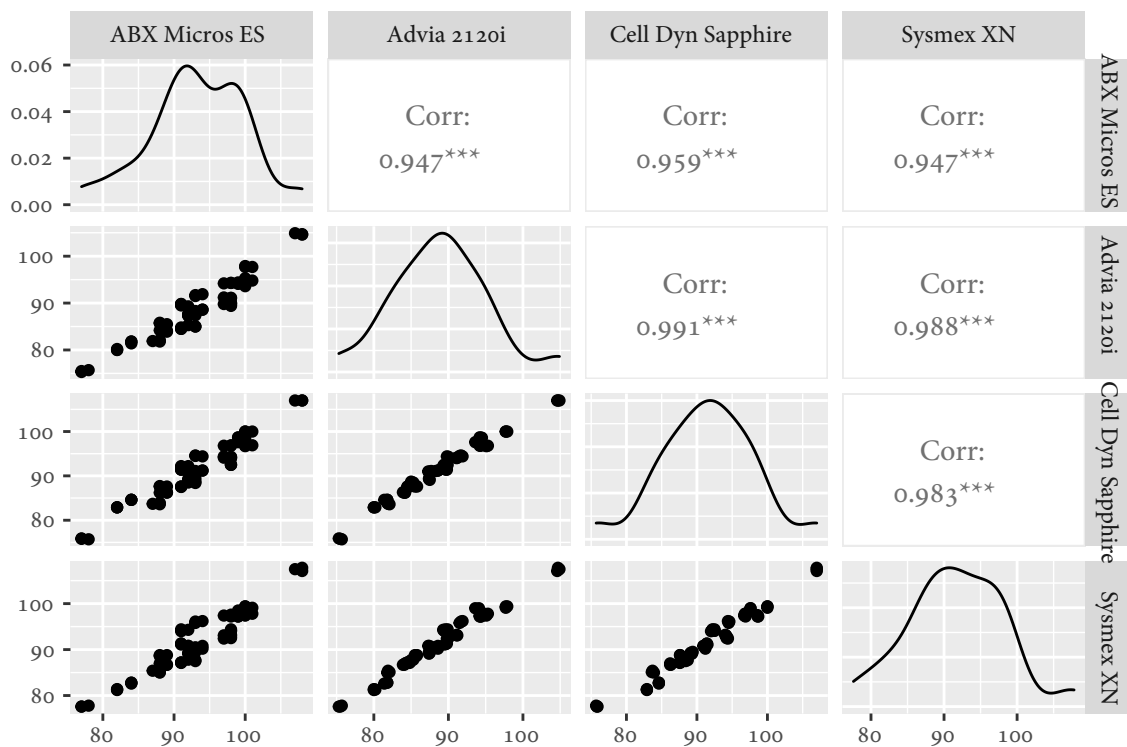 ABX Micros ES Advia 2120i Cell Dyn Sapphire Sysmex XN
0.06
0.04
0.02
0.00
Corr:
0.947***
Corr:
0.959***
Corr:
0.947***
ABX Micros ES
100
90
80
Corr:
0.991***
Corr:
0.988***
Advia 2120i
100
90
80
Corr:
0.983***
Cell Dyn Sapphire
100
90
80
Sysmex XN
80 90 100 80 90 100 80 90 100 80 90 100